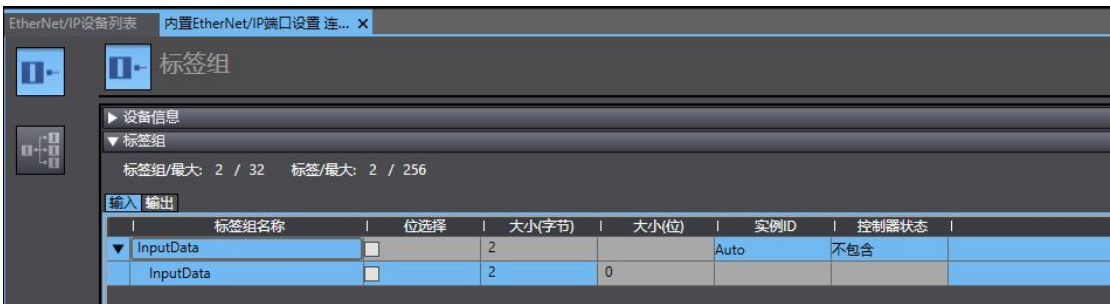 EtherNet/IP设备列表 内置EtherNet/IP端口设置 连... X
标签组
▶ 设备信息
▼ 标签组
标签组/最大: 2 / 32 标签/最大: 2 / 256
输入 输出
标签组名称 位选择 大小(字节) 大小(位) 实例ID 控制器状态
▼ InputData 2 Auto 不包含
InputData 2 0